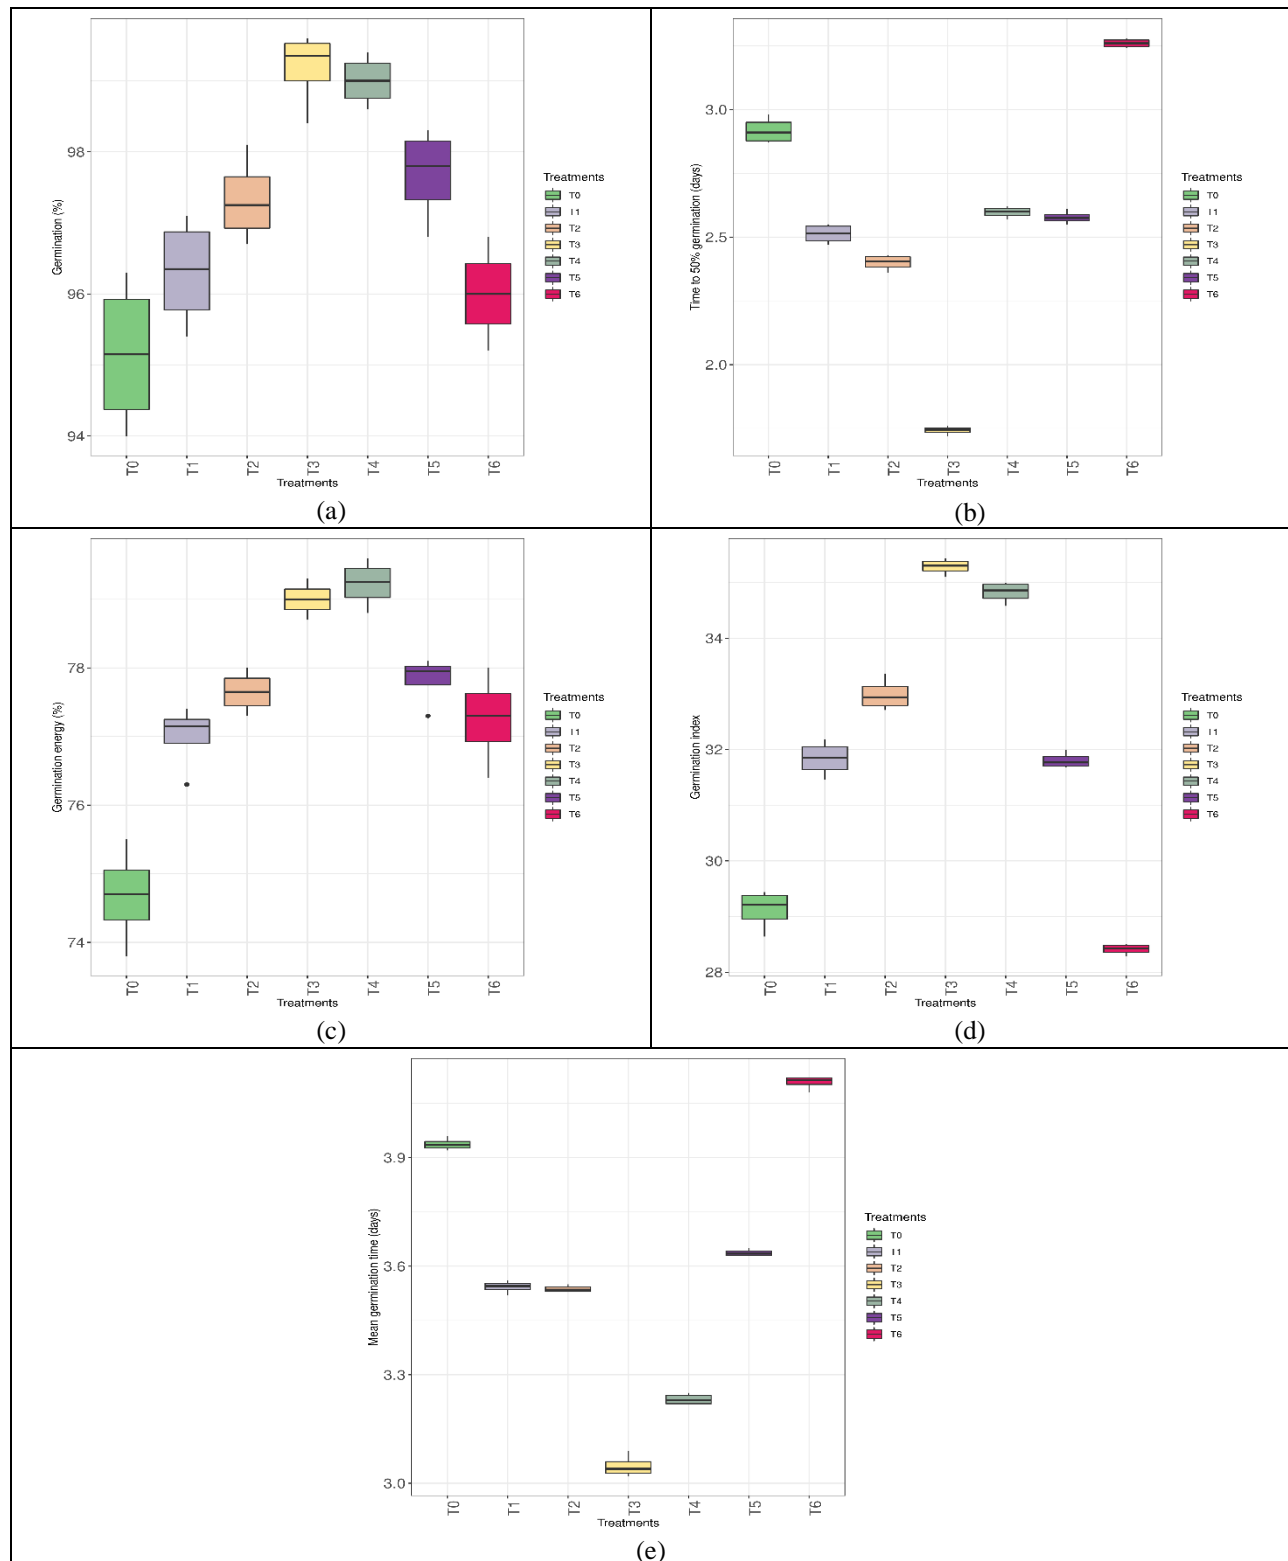 98
96
94
Germination (%)
T0
T1
T2
T3
T4
T5
T6
Treatments
Treatments
T0
T1
T2
T3
T4
T5
T6
(a)
3.0
2.5
2.0
Time to 50% germination (days)
T0
T1
T2
T3
T4
T5
T6
Treatments
Treatments
T0
T1
T2
T3
T4
T5
T6
(b)
78
76
74
Germination energy (%)
T0
T1
T2
T3
T4
T5
T6
Treatments
Treatments
T0
T1
T2
T3
T4
T5
T6
(c)
34
32
30
28
Germination index
T0
T1
T2
T3
T4
T5
T6
Treatments
Treatments
T0
T1
T2
T3
T4
T5
T6
(d)
3.9
3.6
3.3
3.0
Mean germination time (days)
T0
T1
T2
T3
T4
T5
T6
Treatments
Treatments
T0
T1
T2
T3
T4
T5
T6
(e)